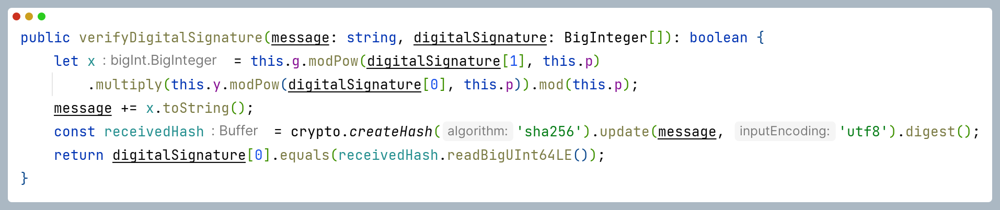 public verifyDigitalSignature(message: string, digitalSignature: BigInteger[]): boolean {
let x : bigInt.BigInteger = this.g.modPow(digitalSignature[1], this.p)
.multiply(this.y.modPow(digitalSignature[0], this.p)).mod(this.p);
message += x.toString();
const receivedHash : Buffer = crypto.createHash( algorithm: 'sha256').update(message, inputEncoding: 'utf8').digest();
return digitalSignature[0].equals(receivedHash.readBigUInt64LE());
}